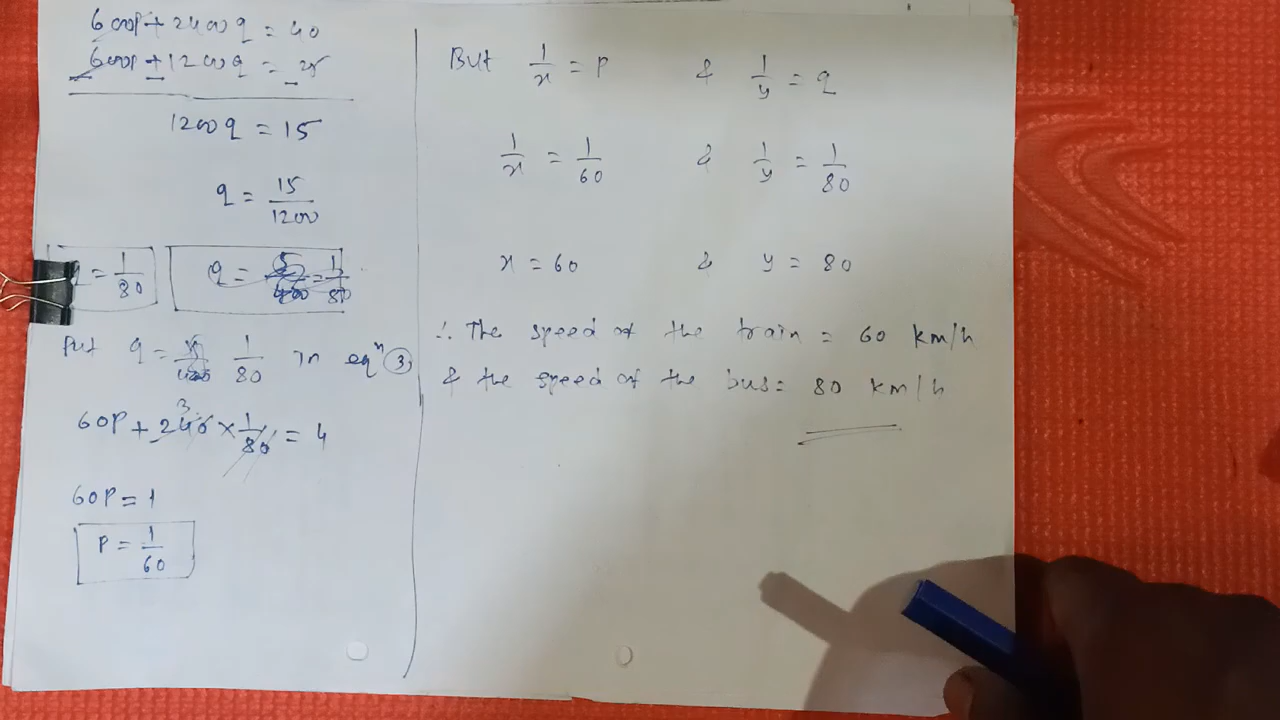 600p + 2400q = 40
600p + 1200q = 25
1200q = 15
q = 15/1200
q = 1/80
Put q = 1/80 in eqⁿ ③
60P + 240 × 1/80 = 4
3
60P = 1
P = 1/60
But 1/x = P & 1/y = q
1/x = 1/60 & 1/y = 1/80
x = 60 & y = 80
∴ The speed of the train = 60 km/h
& the speed of the bus = 80 km/h